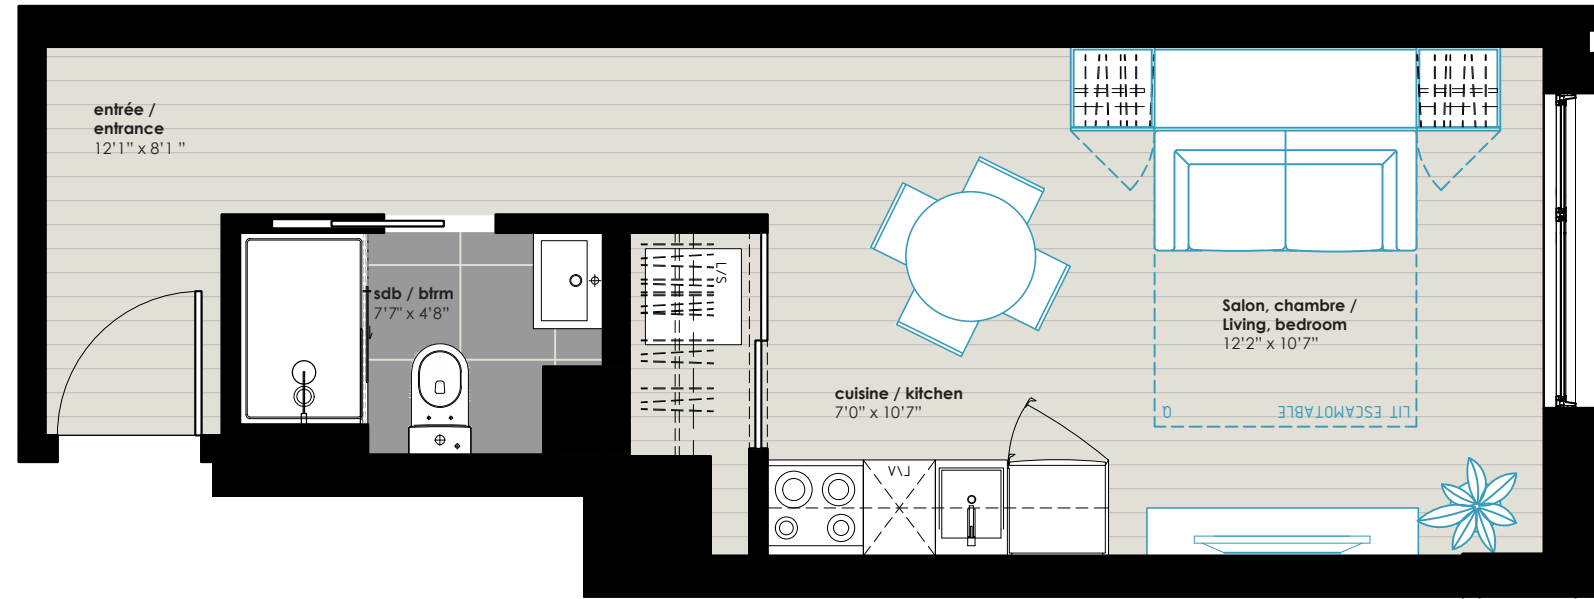 entrée /
entrance
12'1" x 8'1 "
sdb / btrm
7'7" x 4'8"
L/S
cuisine / kitchen
7'0" x 10'7"
L/V
Salon, chambre /
Living, bedroom
12'2" x 10'7"
LIT ESCAMOTABLE Q